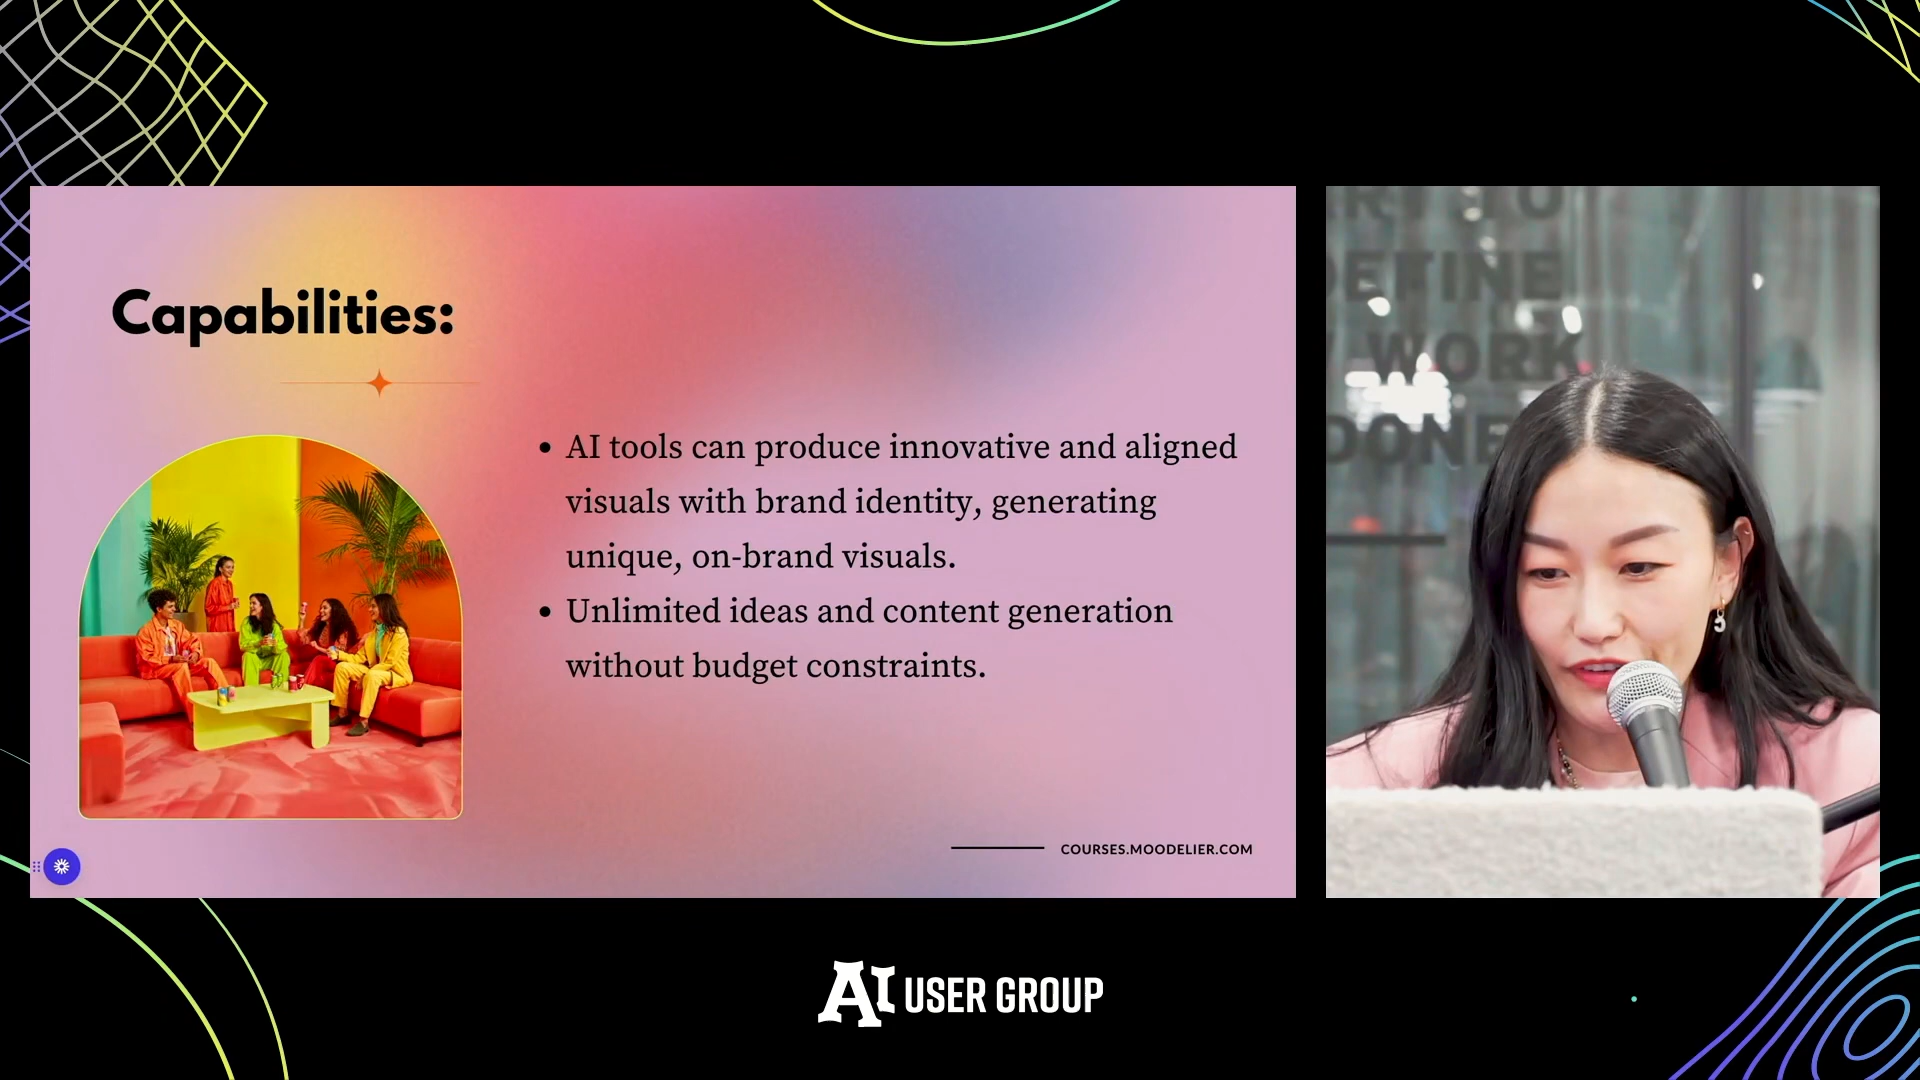 Capabilities:
• AI tools can produce innovative and aligned
visuals with brand identity, generating
unique, on-brand visuals.
• Unlimited ideas and content generation
without budget constraints.
COURSES.MOODELIER.COM
TO
DEFINE
WORK
DONE
AI USER GROUP